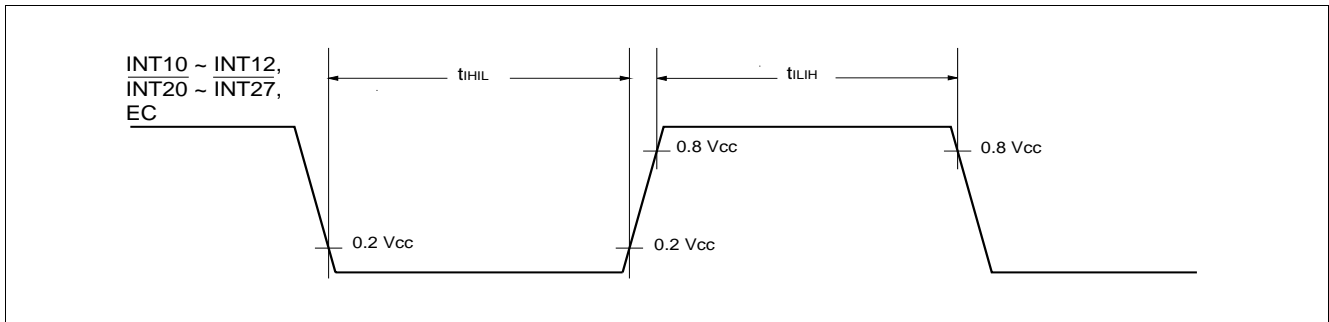 INT10 ~ INT12,
INT20 ~ INT27,
EC
tIHIL
tILIH
0.8 Vcc
0.8 Vcc
0.2 Vcc
0.2 Vcc